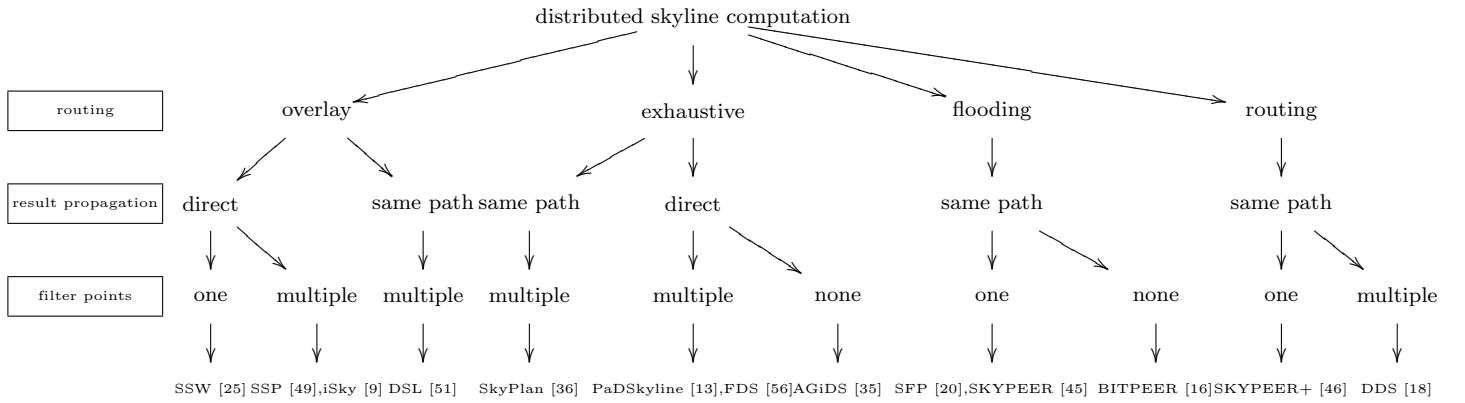 distributed skyline computation
routing overlay exhaustive flooding routing
result propagation direct same path same path direct same path same path
filter points one multiple multiple multiple multiple none one none one multiple
SSW [25] SSP [49],iSky [9] DSL [51] SkyPlan [36] PaDSkyline [13],FDS [56] AGiDS [35] SFP [20],SKYPEER [45] BITPEER [16] SKYPEER+ [46] DDS [18]